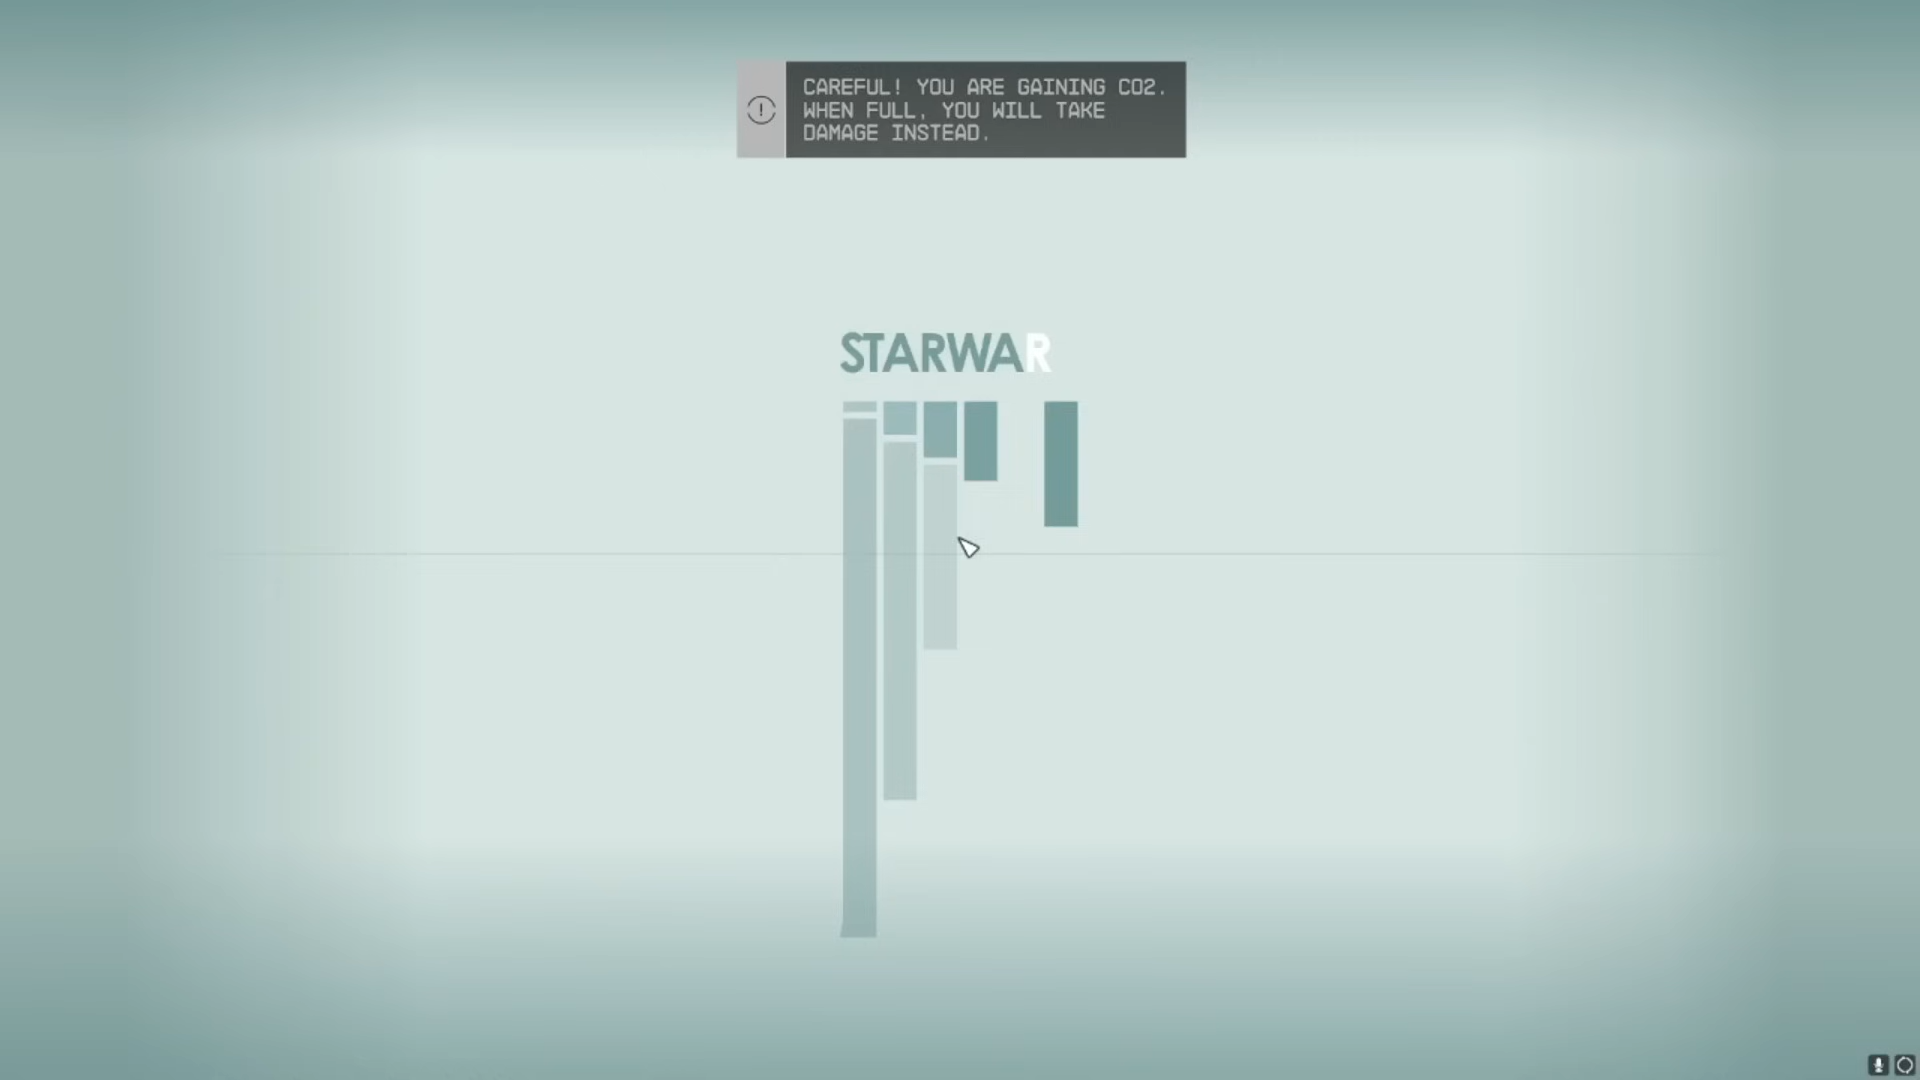 CAREFUL! YOU ARE GAINING CO2.
WHEN FULL, YOU WILL TAKE
DAMAGE INSTEAD.
STARWAR